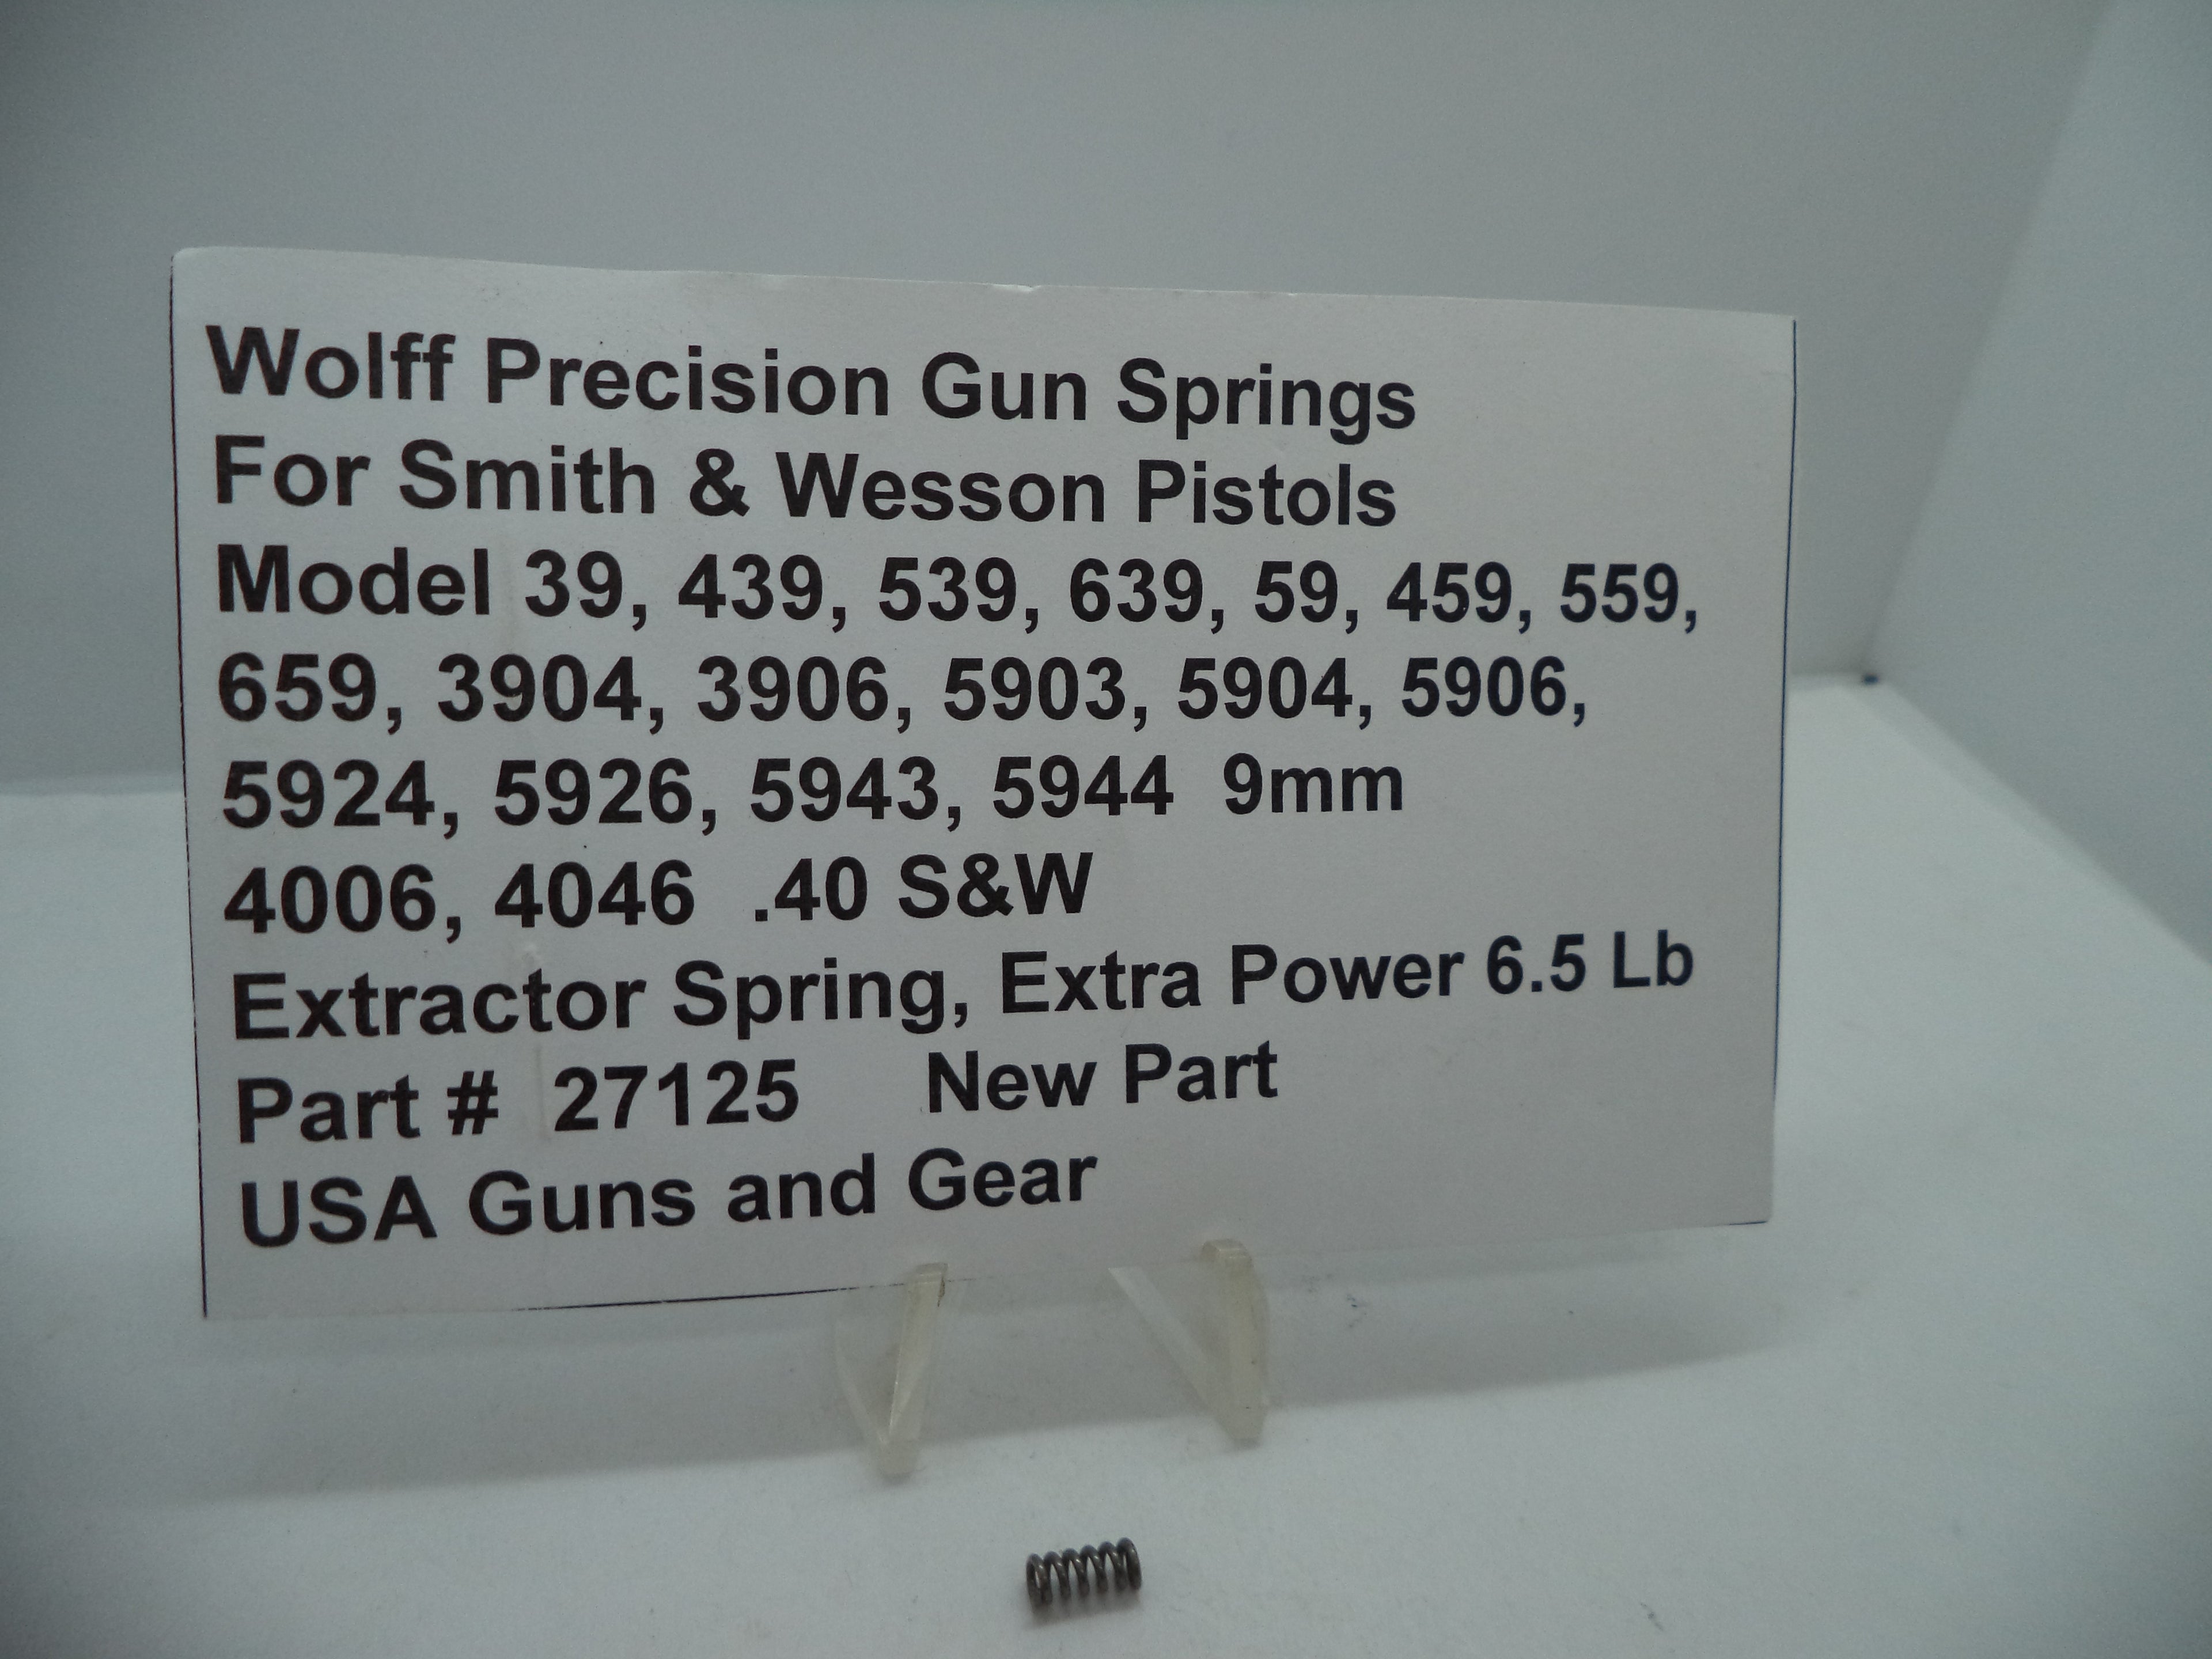 Wolff Precision Gun Springs
For Smith & Wesson Pistols
Model 39, 439, 539, 639, 59, 459, 559,
659, 3904, 3906, 5903, 5904, 5906,
5924, 5926, 5943, 5944  9mm
4006, 4046  .40 S&W
Extractor Spring, Extra Power 6.5 Lb
Part #  27125    New Part
USA Guns and Gear